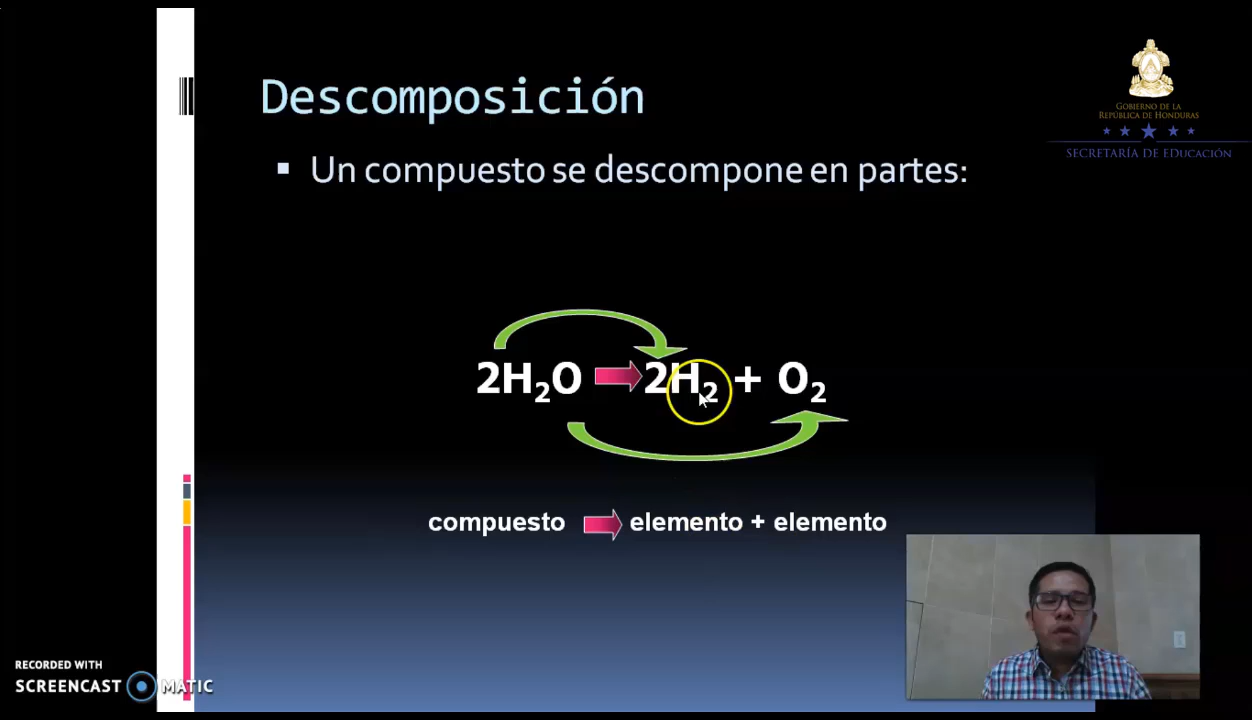 Descomposición
Un compuesto se descompone en partes:
GOBIERNO DE LA
REPÚBLICA DE HONDURAS
SECRETARÍA DE EDUCACIÓN
2H₂O 2H₂ + O₂
compuesto elemento + elemento
RECORDED WITH
SCREENCAST MATIC